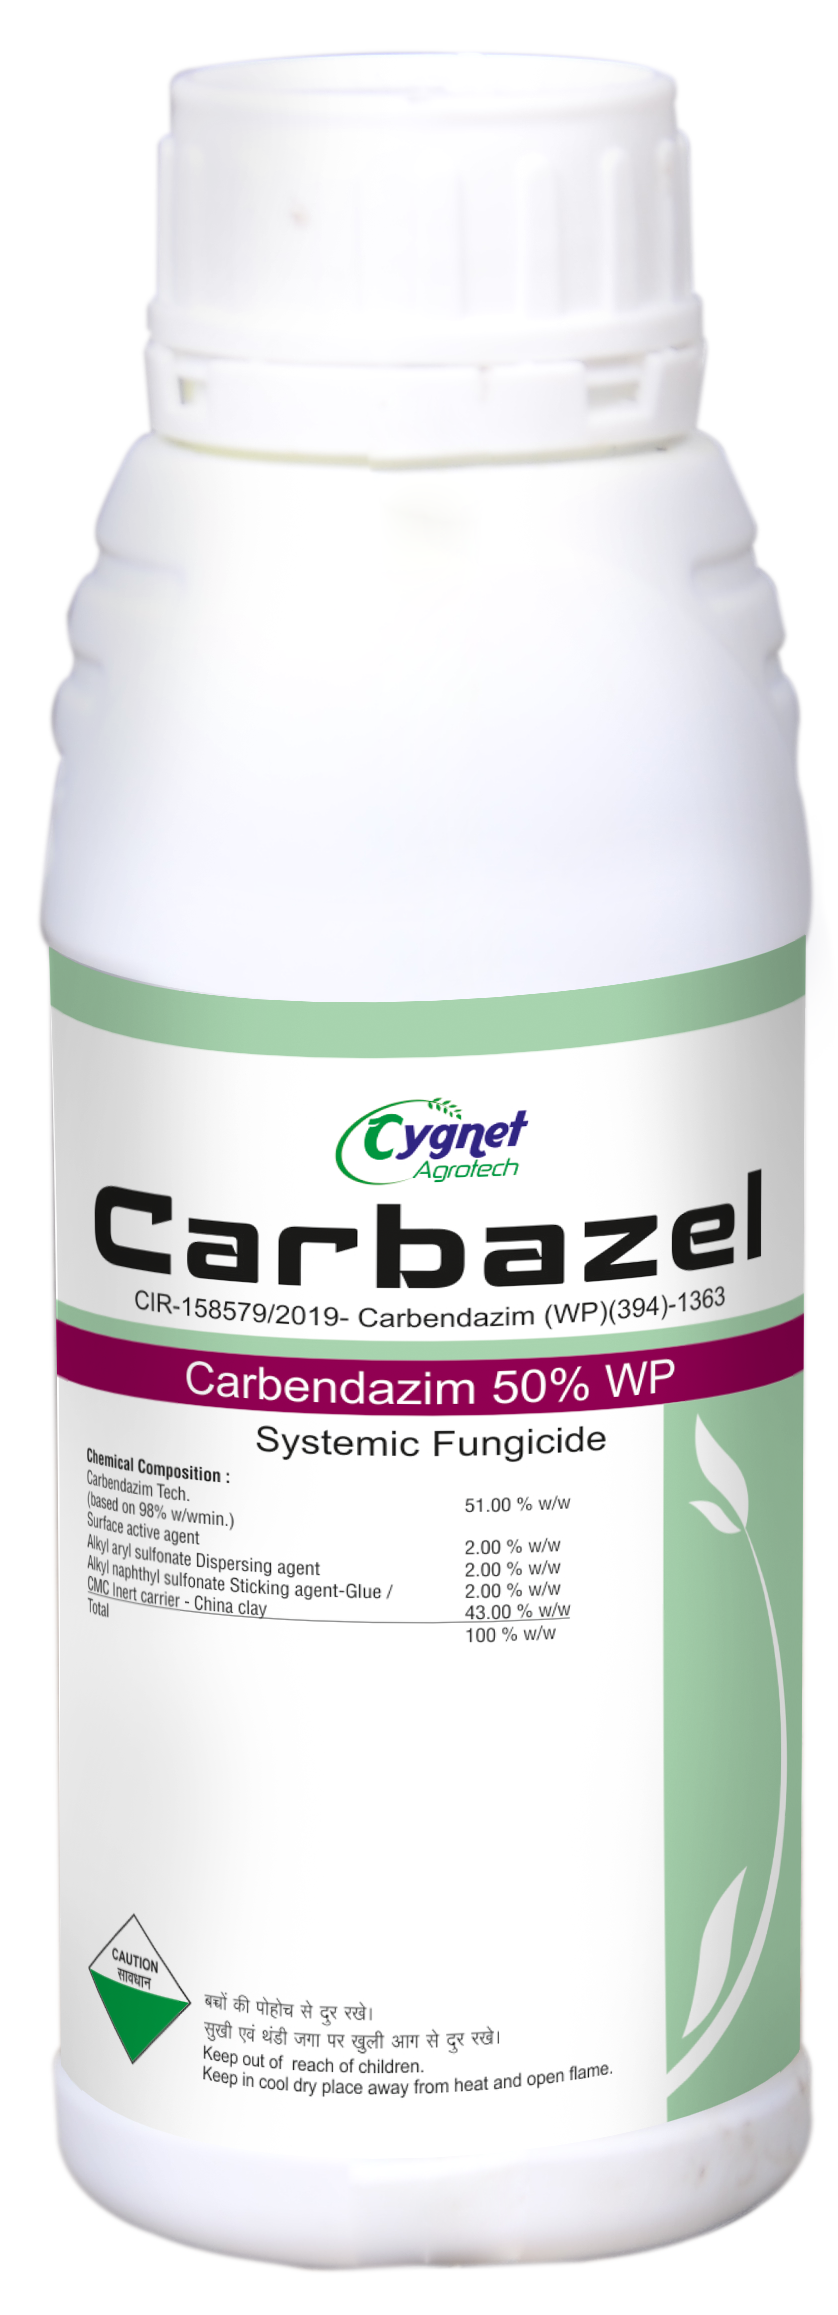 Cygnet
Agrotech
Carbazel
CIR-158579/2019- Carbendazim (WP)(394)-1363
Carbendazim 50% WP
Systemic Fungicide
Chemical Composition :
Carbendazim Tech.
(based on 98% w/wmin.) 51.00 % w/w
Surface active agent 2.00 % w/w
Alkyl aryl sulfonate Dispersing agent 2.00 % w/w
Alkyl naphthyl sulfonate Sticking agent-Glue / 2.00 % w/w
CMC Inert carrier - China clay 43.00 % w/w
Total 100 % w/w
CAUTION
सावधान
बचों की पोहोच से दुर रखे।
सुखी एवं थंडी जगा पर खुली आग से दुर रखे।
Keep out of reach of children.
Keep in cool dry place away from heat and open flame.